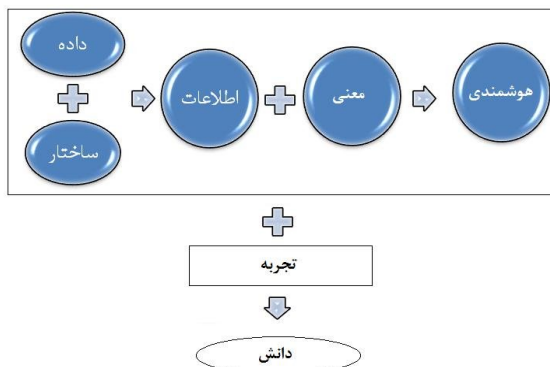 داده
ساختار
اطلاعات
معنی
هوشمندی
تجربه
دانش